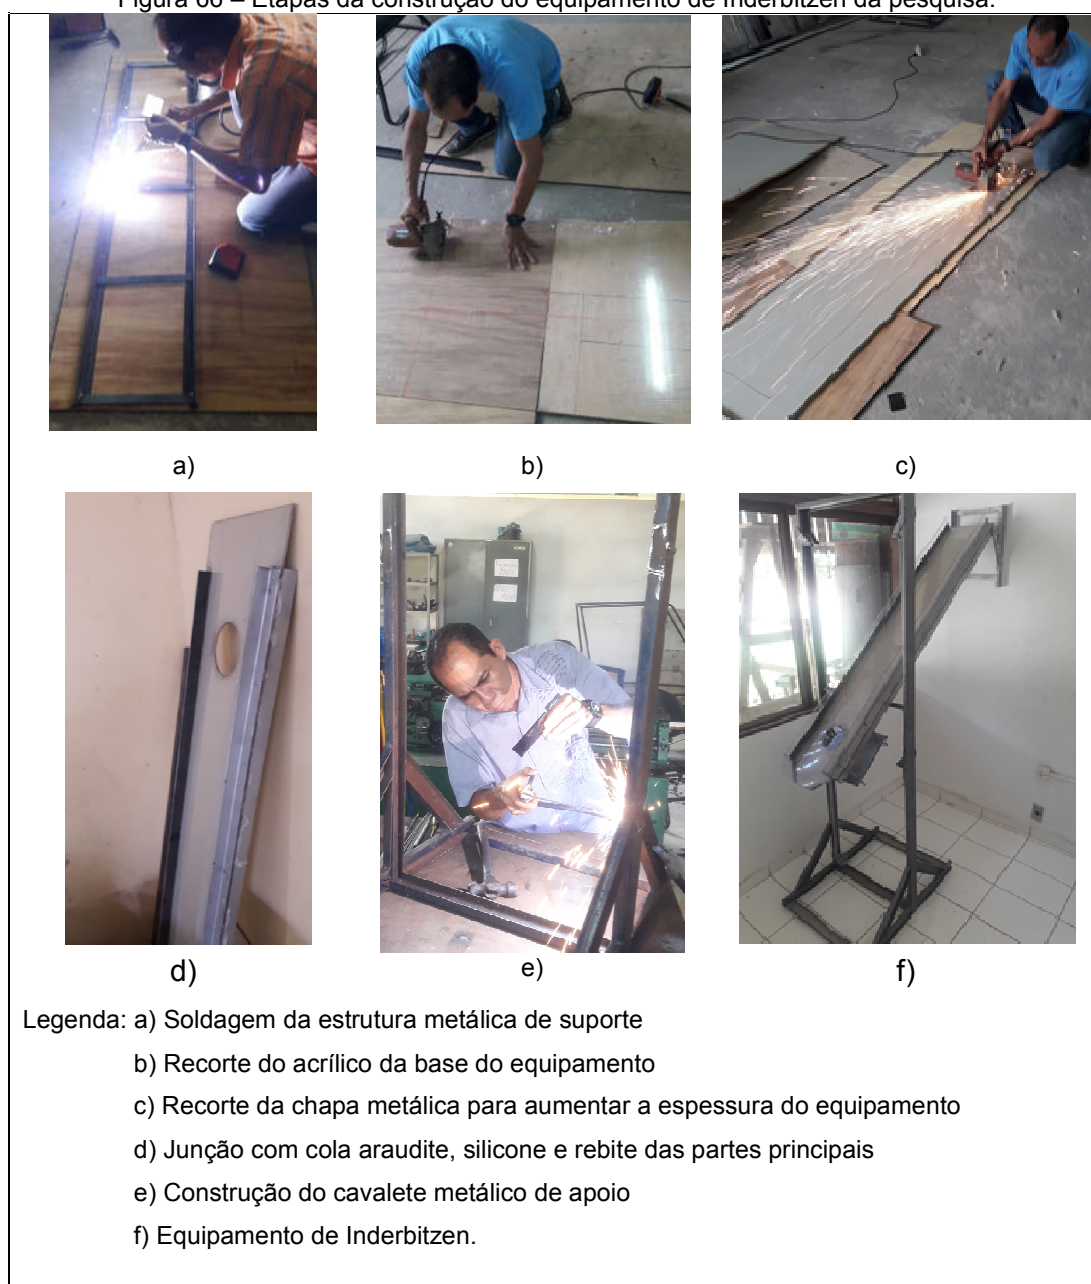 Figura 66 – Etapas da construção do equipamento de Inderbitzen da pesquisa.
a)
b)
c)
d)
e)
f)
Legenda: a) Soldagem da estrutura metálica de suporte
b) Recorte do acrílico da base do equipamento
c) Recorte da chapa metálica para aumentar a espessura do equipamento
d) Junção com cola araudite, silicone e rebite das partes principais
e) Construção do cavalete metálico de apoio
f) Equipamento de Inderbitzen.